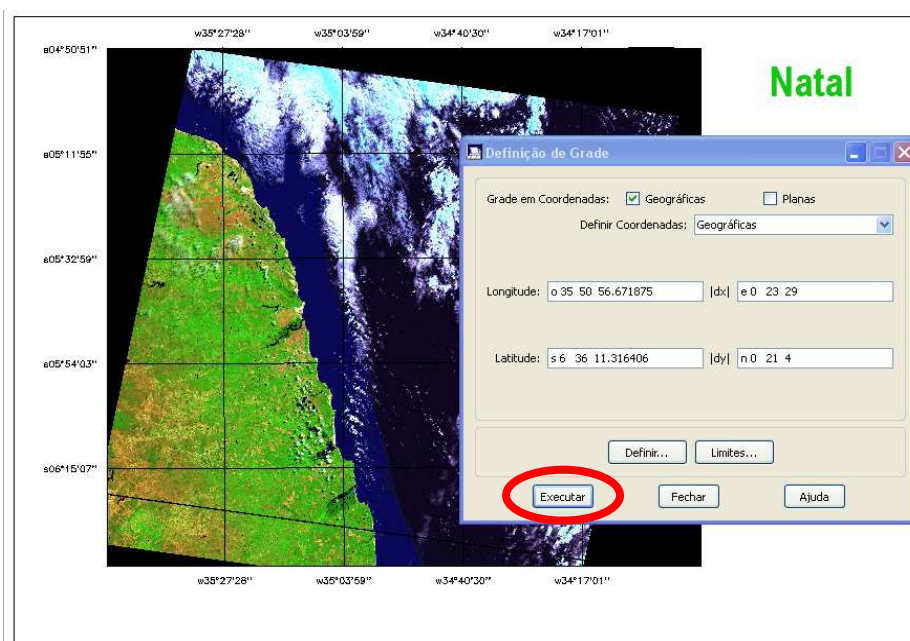 w35°27'28'' w35°03'59'' w34°40'30'' w34°17'01''
s04°50'51''
Natal
s05°11'55''
Definição de Grade
Grade em Coordenadas: Geográficas Planas
Definir Coordenadas: Geográficas
s05°32'59''
Longitude: o 35 50 56.671875 |dx| e 0 23 29
Latitude: s 6 36 11.316406 |dy| n 0 21 4
s05°54'03''
Definir... Limites...
s06°15'07''
Executar Fechar Ajuda
w35°27'28'' w35°03'59'' w34°40'30'' w34°17'01''